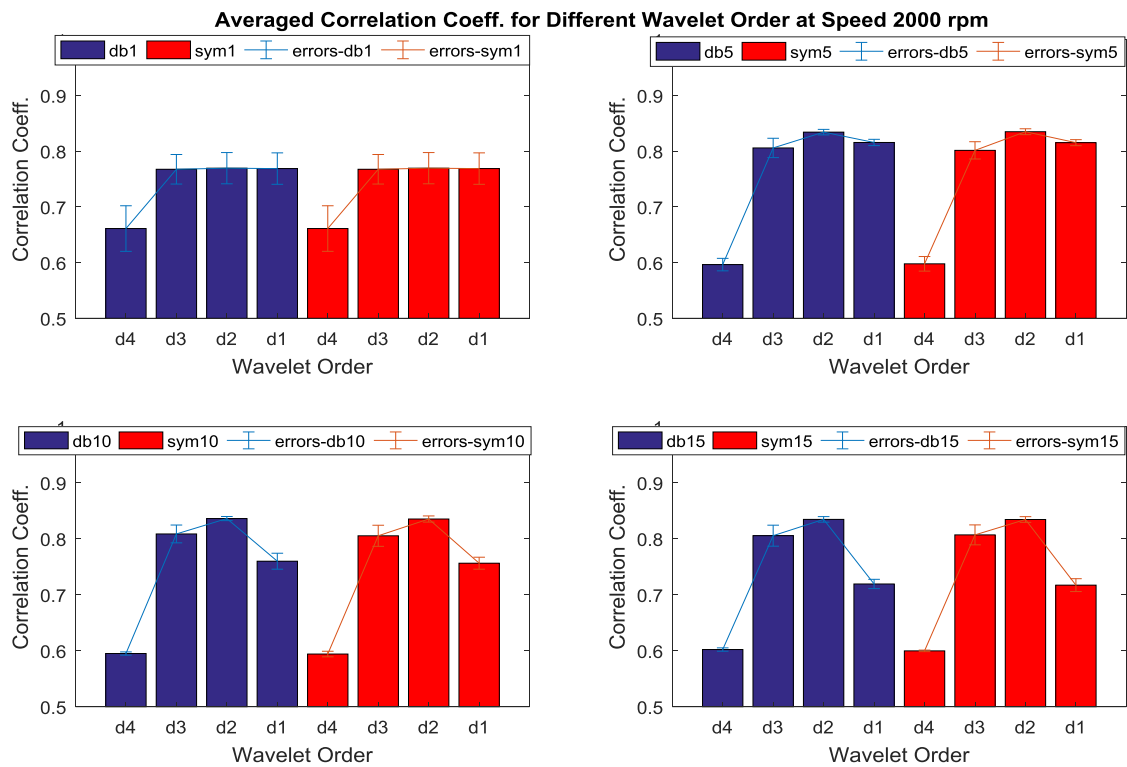 Averaged Correlation Coeff. for Different Wavelet Order at Speed 2000 rpm
db1 sym1 errors-db1 errors-sym1
Correlation Coeff.
0.9
0.8
0.7
0.6
0.5
d4 d3 d2 d1 d4 d3 d2 d1
Wavelet Order
db5 sym5 errors-db5 errors-sym5
Correlation Coeff.
0.9
0.8
0.7
0.6
0.5
d4 d3 d2 d1 d4 d3 d2 d1
Wavelet Order
db10 sym10 errors-db10 errors-sym10
Correlation Coeff.
0.9
0.8
0.7
0.6
0.5
d4 d3 d2 d1 d4 d3 d2 d1
Wavelet Order
db15 sym15 errors-db15 errors-sym15
Correlation Coeff.
0.9
0.8
0.7
0.6
0.5
d4 d3 d2 d1 d4 d3 d2 d1
Wavelet Order